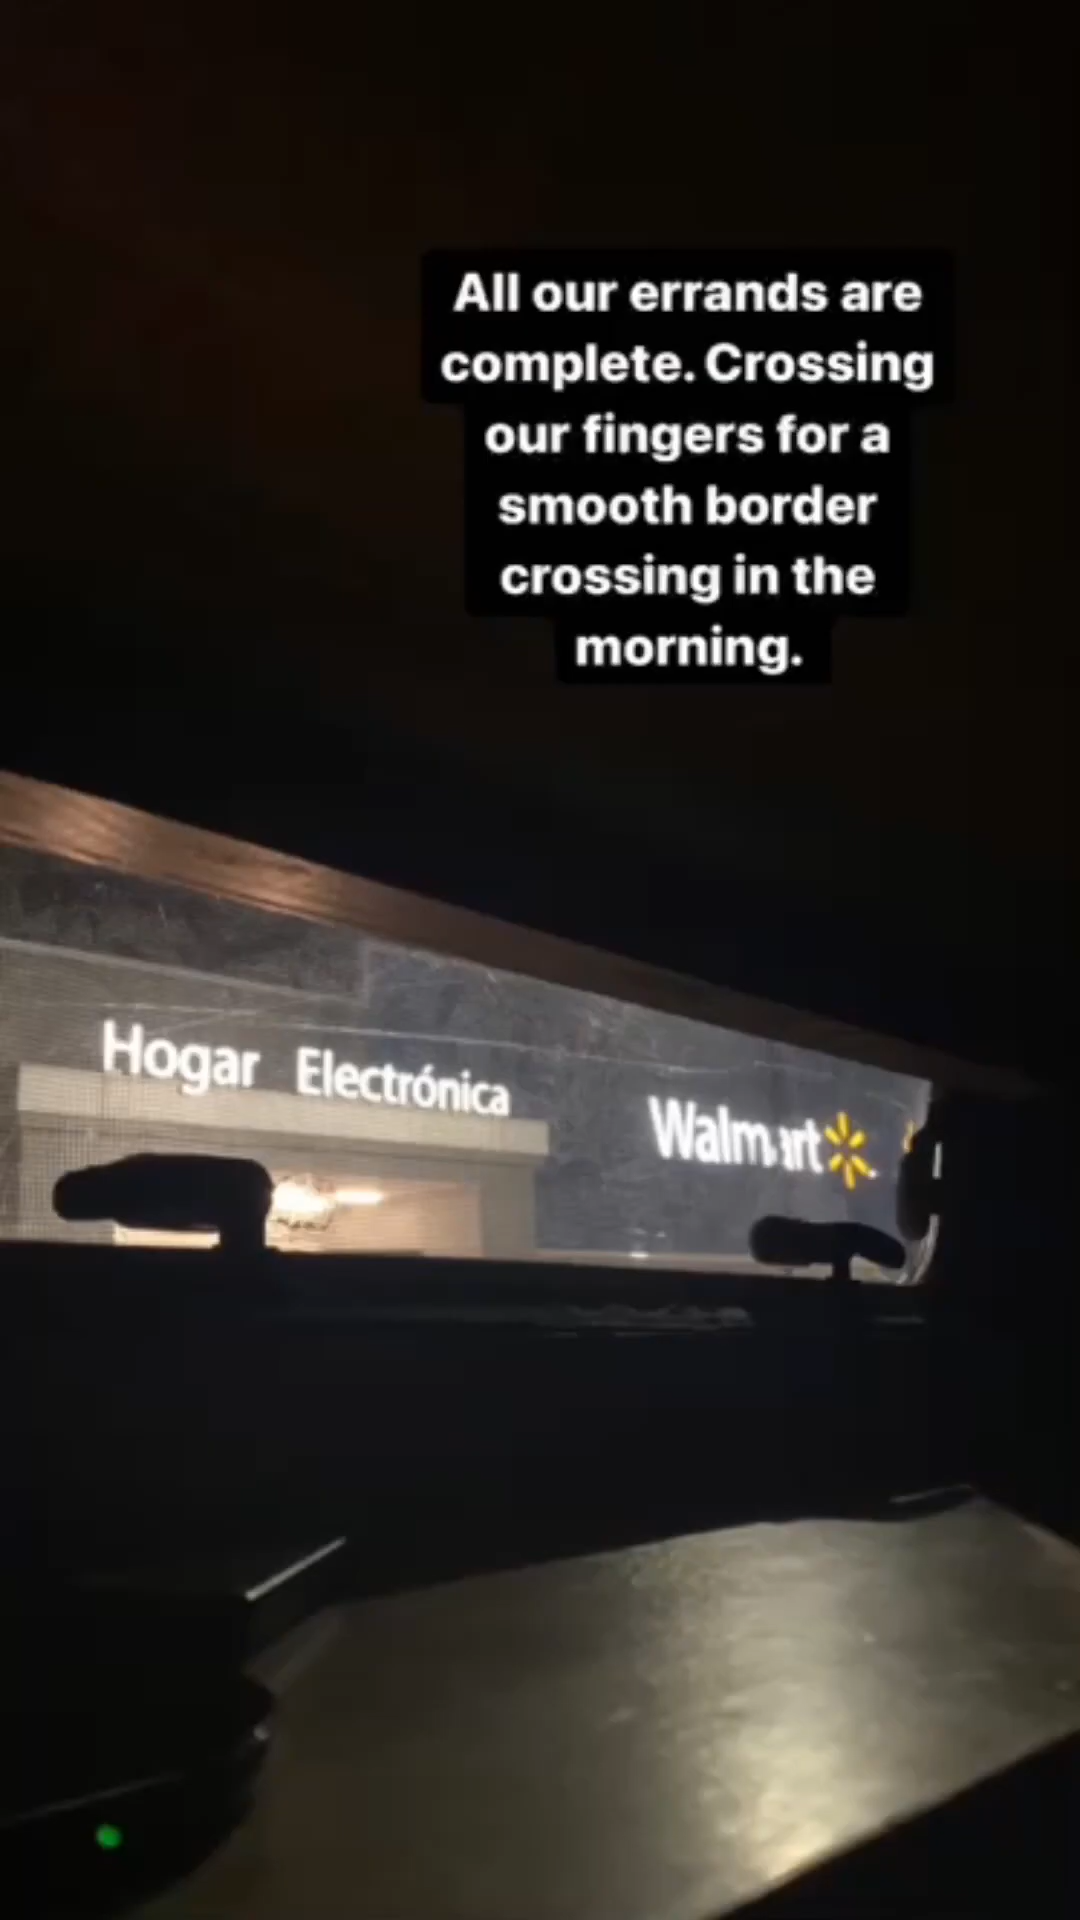 All our errands are
complete. Crossing
our fingers for a
smooth border
crossing in the
morning.
Hogar Electrónica
Walmart